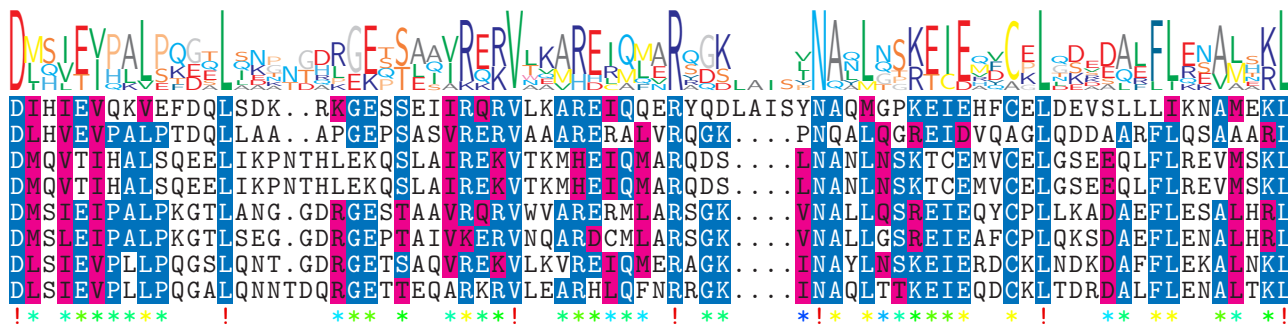 DIHIEVQKVEFDQLSDK..RKGESSEIIRQRVLKAREIQQERYQDLAISYNAQMGPKEIEHFCELDEVSLLLIKNAMEKL
DLHVEVPALPTDQLLAA..APGEPSASVRERVAAARERALVRQGK....PNQALQGREIDVQAGLQDDAARFLQSAAARL
DMQVTIHALSQEELIKPNTHLEKQSLAIREKVTKMHEIQMARQDS....LNANLNSKTCEMVCELGSEEQLFLREVMSKL
DMQVTIHALSQEELIKPNTHLEKQSLAIREKVTKMHEIQMARQDS....LNANLNSKTCEMVCELGSEEQLFLREVMSKL
DMSIEIPALPKGTLANG.GDRGESTAAVRQRVWVARERMLARSGK....VNALLQSREIEQYCPLLKADAEFLESALHRL
DMSLEIPALPKGTLSEG.GDRGEPTAIVKERVNQARDCMLARSGK....VNALLGSREIEAFCPLQKSDAEFLENALHRL
DLSIEVPLLPQGSLQNT.GDRGETSAQVREKVLKVREIQMERAGK....INAYLNSKEIERDCKLNDKDAFFLEKALNKL
DLSIEVPLLPQGALQNNTDQRGETTEQARKRVLEARHLQFNRRGK....INAQLTTKEIEQDCKLTDRDALFLENALTKL